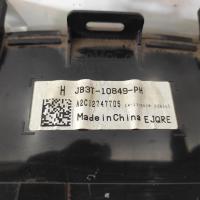 H JB3T-10849-PH
A2C12747705
Made in China EJQRE